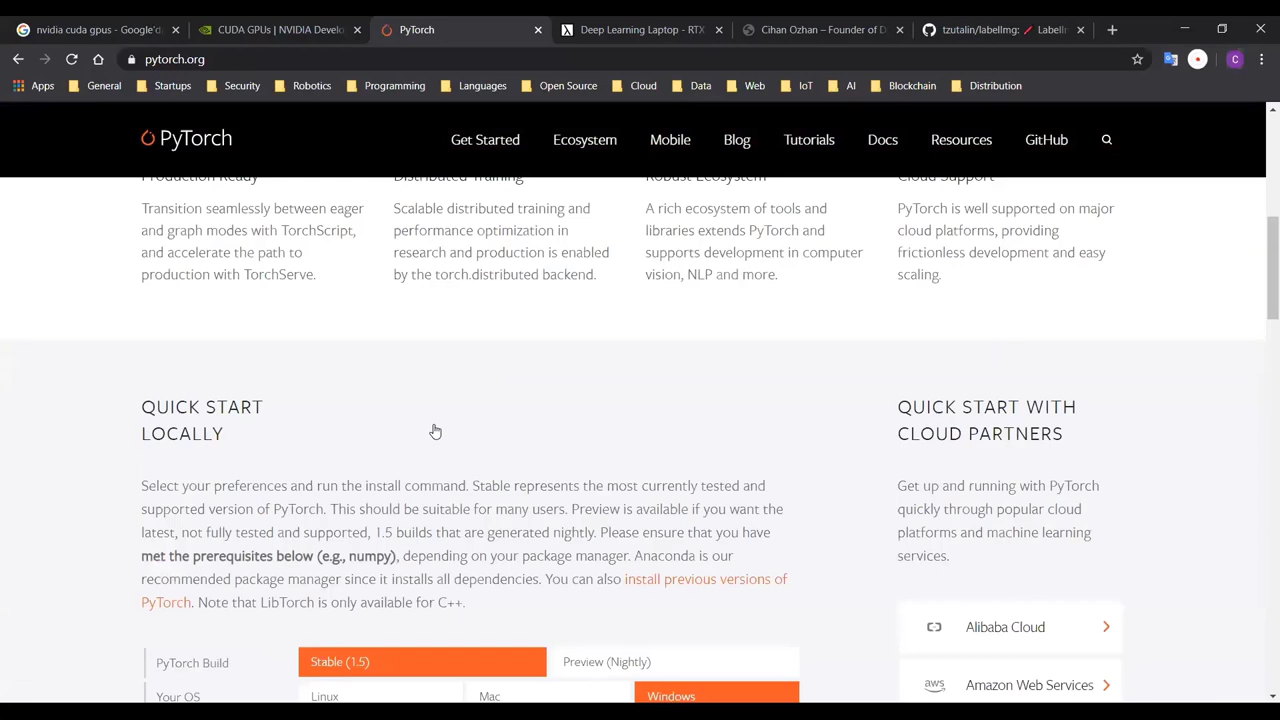 nvidia cuda gpus - Google'da
CUDA GPUs | NVIDIA Develo
PyTorch
Deep Learning Laptop - RTX
Cihan Ozhan – Founder of D
tzutalin/labelImg: 🖍 LabelI
pytorch.org
C
Apps
General
Startups
Security
Robotics
Programming
Languages
Open Source
Cloud
Data
Web
IoT
AI
Blockchain
Distribution
PyTorch
Get Started
Ecosystem
Mobile
Blog
Tutorials
Docs
Resources
GitHub
Production Ready
Transition seamlessly between eager
and graph modes with TorchScript,
and accelerate the path to
production with TorchServe.
Distributed Training
Scalable distributed training and
performance optimization in
research and production is enabled
by the torch.distributed backend.
Robust Ecosystem
A rich ecosystem of tools and
libraries extends PyTorch and
supports development in computer
vision, NLP and more.
Cloud Support
PyTorch is well supported on major
cloud platforms, providing
frictionless development and easy
scaling.
QUICK START
LOCALLY
Select your preferences and run the install command. Stable represents the most currently tested and
supported version of PyTorch. This should be suitable for many users. Preview is available if you want the
latest, not fully tested and supported, 1.5 builds that are generated nightly. Please ensure that you have
met the prerequisites below (e.g., numpy), depending on your package manager. Anaconda is our
recommended package manager since it installs all dependencies. You can also install previous versions of
PyTorch. Note that LibTorch is only available for C++.
PyTorch Build
Stable (1.5)
Preview (Nightly)
Your OS
Linux
Mac
Windows
QUICK START WITH
CLOUD PARTNERS
Get up and running with PyTorch
quickly through popular cloud
platforms and machine learning
services.
Alibaba Cloud
aws
Amazon Web Services